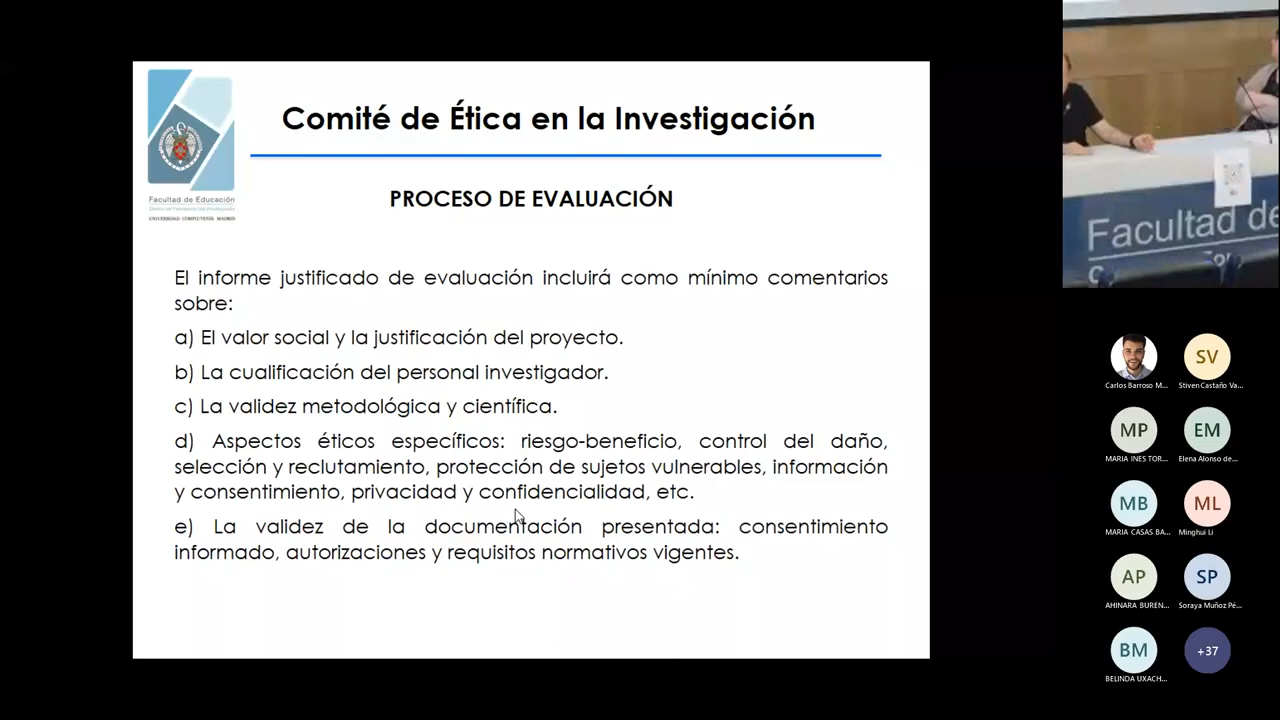 Comité de Ética en la Investigación
Facultad de Educación
UNIVERSIDAD COMPLUTENSE MADRID
PROCESO DE EVALUACIÓN
El informe justificado de evaluación incluirá como mínimo comentarios
sobre:
a) El valor social y la justificación del proyecto.
b) La cualificación del personal investigador.
c) La validez metodológica y científica.
d) Aspectos éticos específicos: riesgo-beneficio, control del daño,
selección y reclutamiento, protección de sujetos vulnerables, información
y consentimiento, privacidad y confidencialidad, etc.
e) La validez de la documentación presentada: consentimiento
informado, autorizaciones y requisitos normativos vigentes.
Facultad de
Carlos Barroso M...
SV
Stiven Castaño Va...
MP
MARIA INES TOR...
EM
Elena Alonso de...
MB
MARIA CASAS BA...
ML
Minghui Li
AP
AHINARA BUREN...
SP
Soraya Muñoz Pé...
BM
BELINDA UXACH...
+37